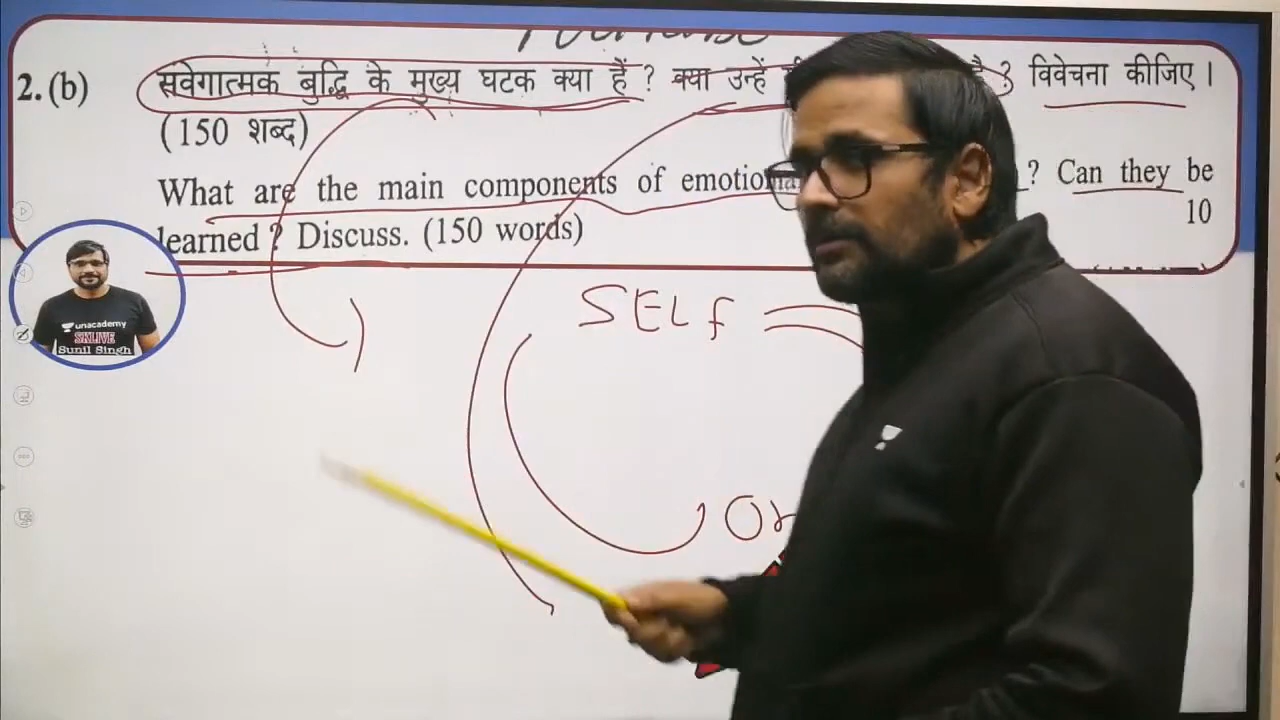 2. (b) सवेगात्मक बुद्धि के मुख्य घटक क्या हैं ? क्या उन्हें है ? विवेचना कीजिए ।
(150 शब्द)
What are the main components of ? Can they be
learned ? Discuss. (150 words) 10
unacademy
SKLIVE
Sunil Singh
SELf